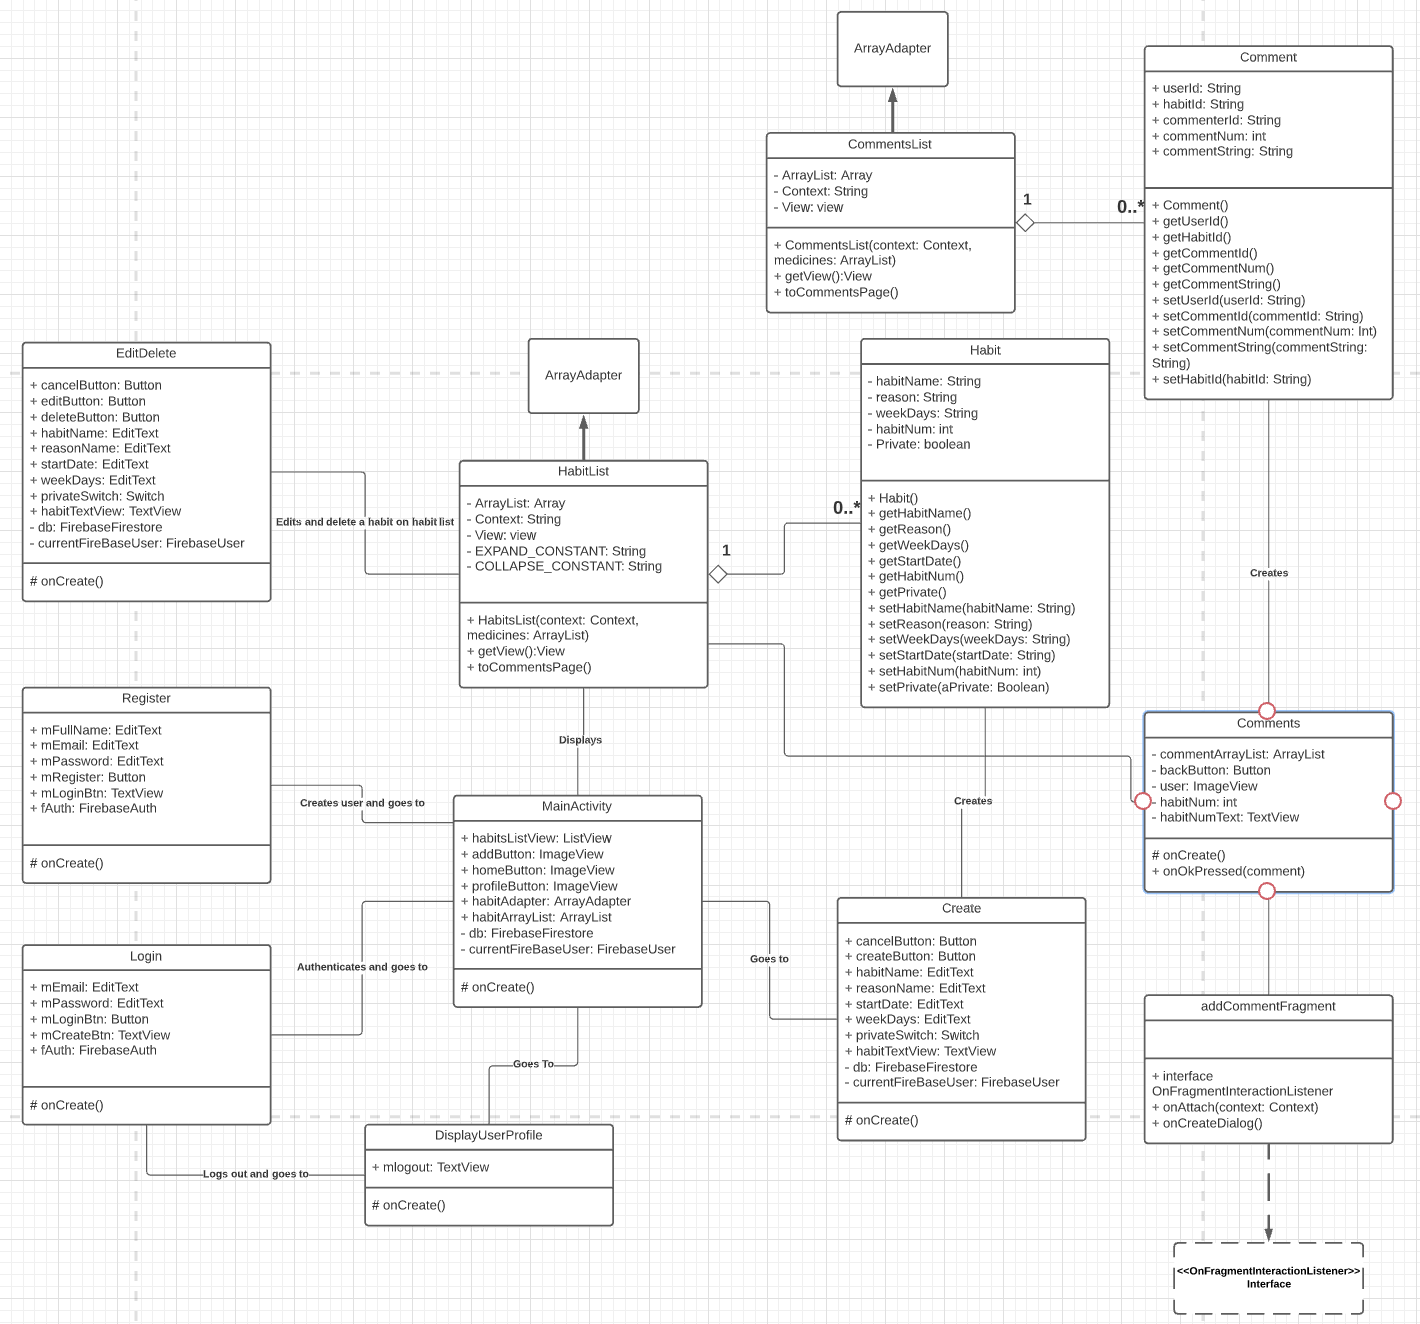 ArrayAdapter
Comment
+ userId: String
+ habitId: String
+ commenterId: String
+ commentNum: int
+ commentString: String
+ Comment()
+ getUserId()
+ getHabitId()
+ getCommentId()
+ getCommentNum()
+ getCommentString()
+ setUserId(userId: String)
+ setCommentId(commentId: String)
+ setCommentNum(commentNum: Int)
+ setCommentString(commentString:
String)
+ setHabitId(habitId: String)
CommentsList
- ArrayList: Array
- Context: String
- View: view
+ CommentsList(context: Context,
medicines: ArrayList)
+ getView():View
+ toCommentsPage()
1
0..*
EditDelete
+ cancelButton: Button
+ editButton: Button
+ deleteButton: Button
+ habitName: EditText
+ reasonName: EditText
+ startDate: EditText
+ weekDays: EditText
+ privateSwitch: Switch
+ habitTextView: TextView
- db: FirebaseFirestore
- currentFireBaseUser: FirebaseUser
# onCreate()
Edits and delete a habit on habit list
ArrayAdapter
HabitList
- ArrayList: Array
- Context: String
- View: view
- EXPAND_CONSTANT: String
- COLLAPSE_CONSTANT: String
+ HabitsList(context: Context,
medicines: ArrayList)
+ getView():View
+ toCommentsPage()
1
0..*
Habit
- habitName: String
- reason: String
- weekDays: String
- habitNum: int
- Private: boolean
+ Habit()
+ getHabitName()
+ getReason()
+ getWeekDays()
+ getStartDate()
+ getHabitNum()
+ getPrivate()
+ setHabitName(habitName: String)
+ setReason(reason: String)
+ setWeekDays(weekDays: String)
+ setStartDate(startDate: String)
+ setHabitNum(habitNum: int)
+ setPrivate(aPrivate: Boolean)
Creates
Register
+ mFullName: EditText
+ mEmail: EditText
+ mPassword: EditText
+ mRegister: Button
+ mLoginBtn: TextView
+ fAuth: FirebaseAuth
# onCreate()
Creates user and goes to
Displays
MainActivity
+ habitsListView: ListView
+ addButton: ImageView
+ homeButton: ImageView
+ profileButton: ImageView
+ habitAdapter: ArrayAdapter
+ habitArrayList: ArrayList
- db: FirebaseFirestore
- currentFireBaseUser: FirebaseUser
# onCreate()
Creates
Comments
- commentArrayList: ArrayList
- backButton: Button
- user: ImageView
- habitNum: int
- habitNumText: TextView
# onCreate()
+ onOkPressed(comment)
Login
+ mEmail: EditText
+ mPassword: EditText
+ mLoginBtn: Button
+ mCreateBtn: TextView
+ fAuth: FirebaseAuth
# onCreate()
Authenticates and goes to
Goes to
Create
+ cancelButton: Button
+ createButton: Button
+ habitName: EditText
+ reasonName: EditText
+ startDate: EditText
+ weekDays: EditText
+ privateSwitch: Switch
+ habitTextView: TextView
- db: FirebaseFirestore
- currentFireBaseUser: FirebaseUser
# onCreate()
addCommentFragment
+ interface
OnFragmentInteractionListener
+ onAttach(context: Context)
+ onCreateDialog()
Goes To
DisplayUserProfile
+ mlogout: TextView
# onCreate()
Logs out and goes to
<<OnFragmentInteractionListener>>
Interface